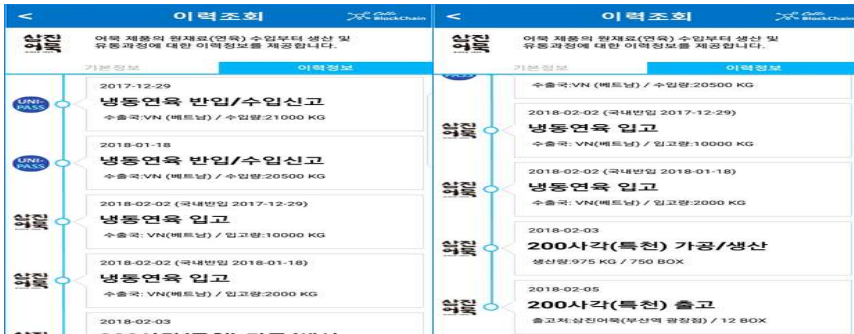 <
이력조회
BlockChain
삼진어묵
어묵 제품의 원재료(연육) 수입부터 생산 및
유통과정에 대한 이력정보를 제공합니다.
기본정보
이력정보
UNI-PASS
2017-12-29
냉동연육 반입/수입신고
수출국:VN (베트남) / 수입량:21000 KG
UNI-PASS
2018-01-18
냉동연육 반입/수입신고
수출국:VN (베트남) / 수입량:20500 KG
삼진어묵
2018-02-02 (국내반입 2017-12-29)
냉동연육 입고
수출국: VN(베트남) / 입고량:10000 KG
삼진어묵
2018-02-02 (국내반입 2018-01-18)
냉동연육 입고
수출국: VN(베트남) / 입고량:2000 KG
2018-02-03
<
이력조회
BlockChain
삼진어묵
어묵 제품의 원재료(연육) 수입부터 생산 및
유통과정에 대한 이력정보를 제공합니다.
기본정보
이력정보
PASS
수출국:VN (베트남) / 수입량:20500 KG
삼진어묵
2018-02-02 (국내반입 2017-12-29)
냉동연육 입고
수출국: VN(베트남) / 입고량:10000 KG
삼진어묵
2018-02-02 (국내반입 2018-01-18)
냉동연육 입고
수출국: VN(베트남) / 입고량:2000 KG
삼진어묵
2018-02-03
200사각(특천) 가공/생산
생산량:975 KG / 750 BOX
삼진어묵
2018-02-05
200사각(특천) 출고
출고처:삼진어묵(부산역 광장점) / 12 BOX